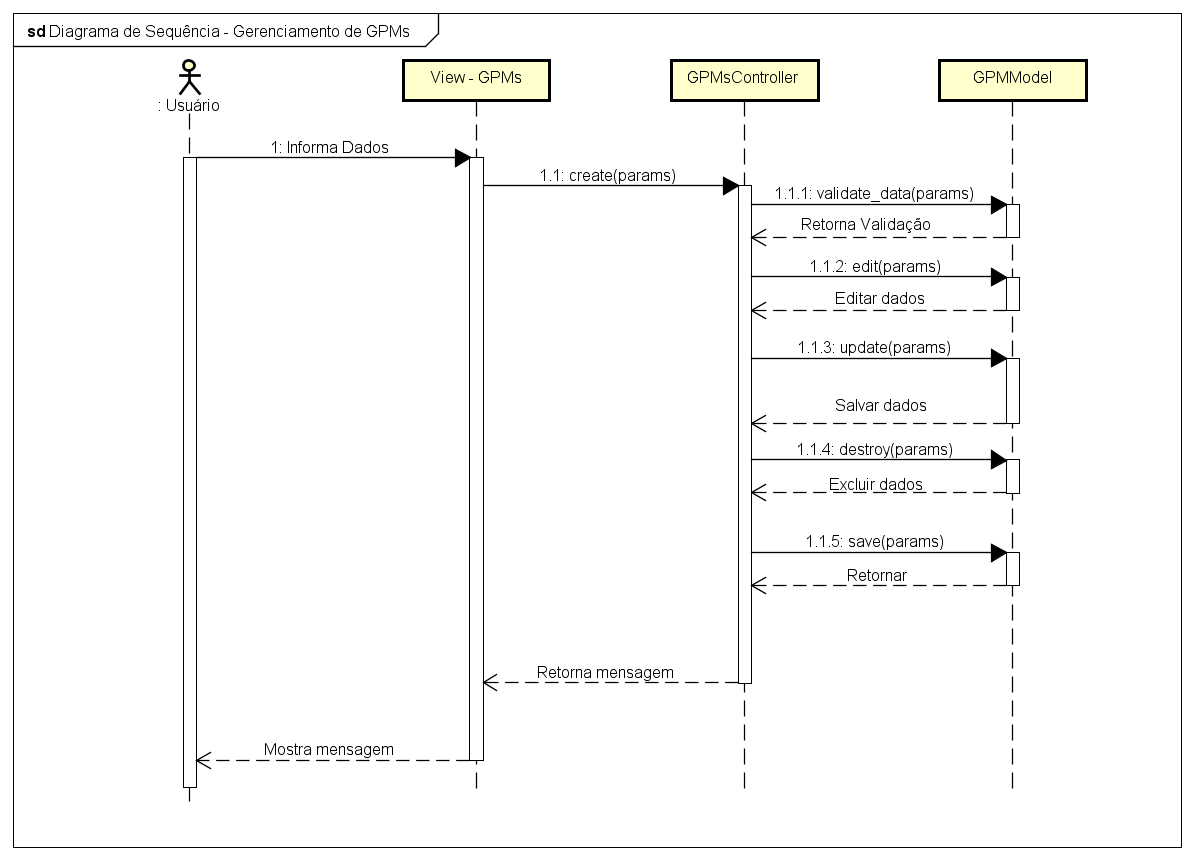 sd Diagrama de Sequência - Gerenciamento de GPMs
: Usuário
View - GPMs
GPMsController
GPMModel
1: Informa Dados
1.1: create(params)
1.1.1: validate_data(params)
Retorna Validação
1.1.2: edit(params)
Editar dados
1.1.3: update(params)
Salvar dados
1.1.4: destroy(params)
Excluir dados
1.1.5: save(params)
Retornar
Retorna mensagem
Mostra mensagem